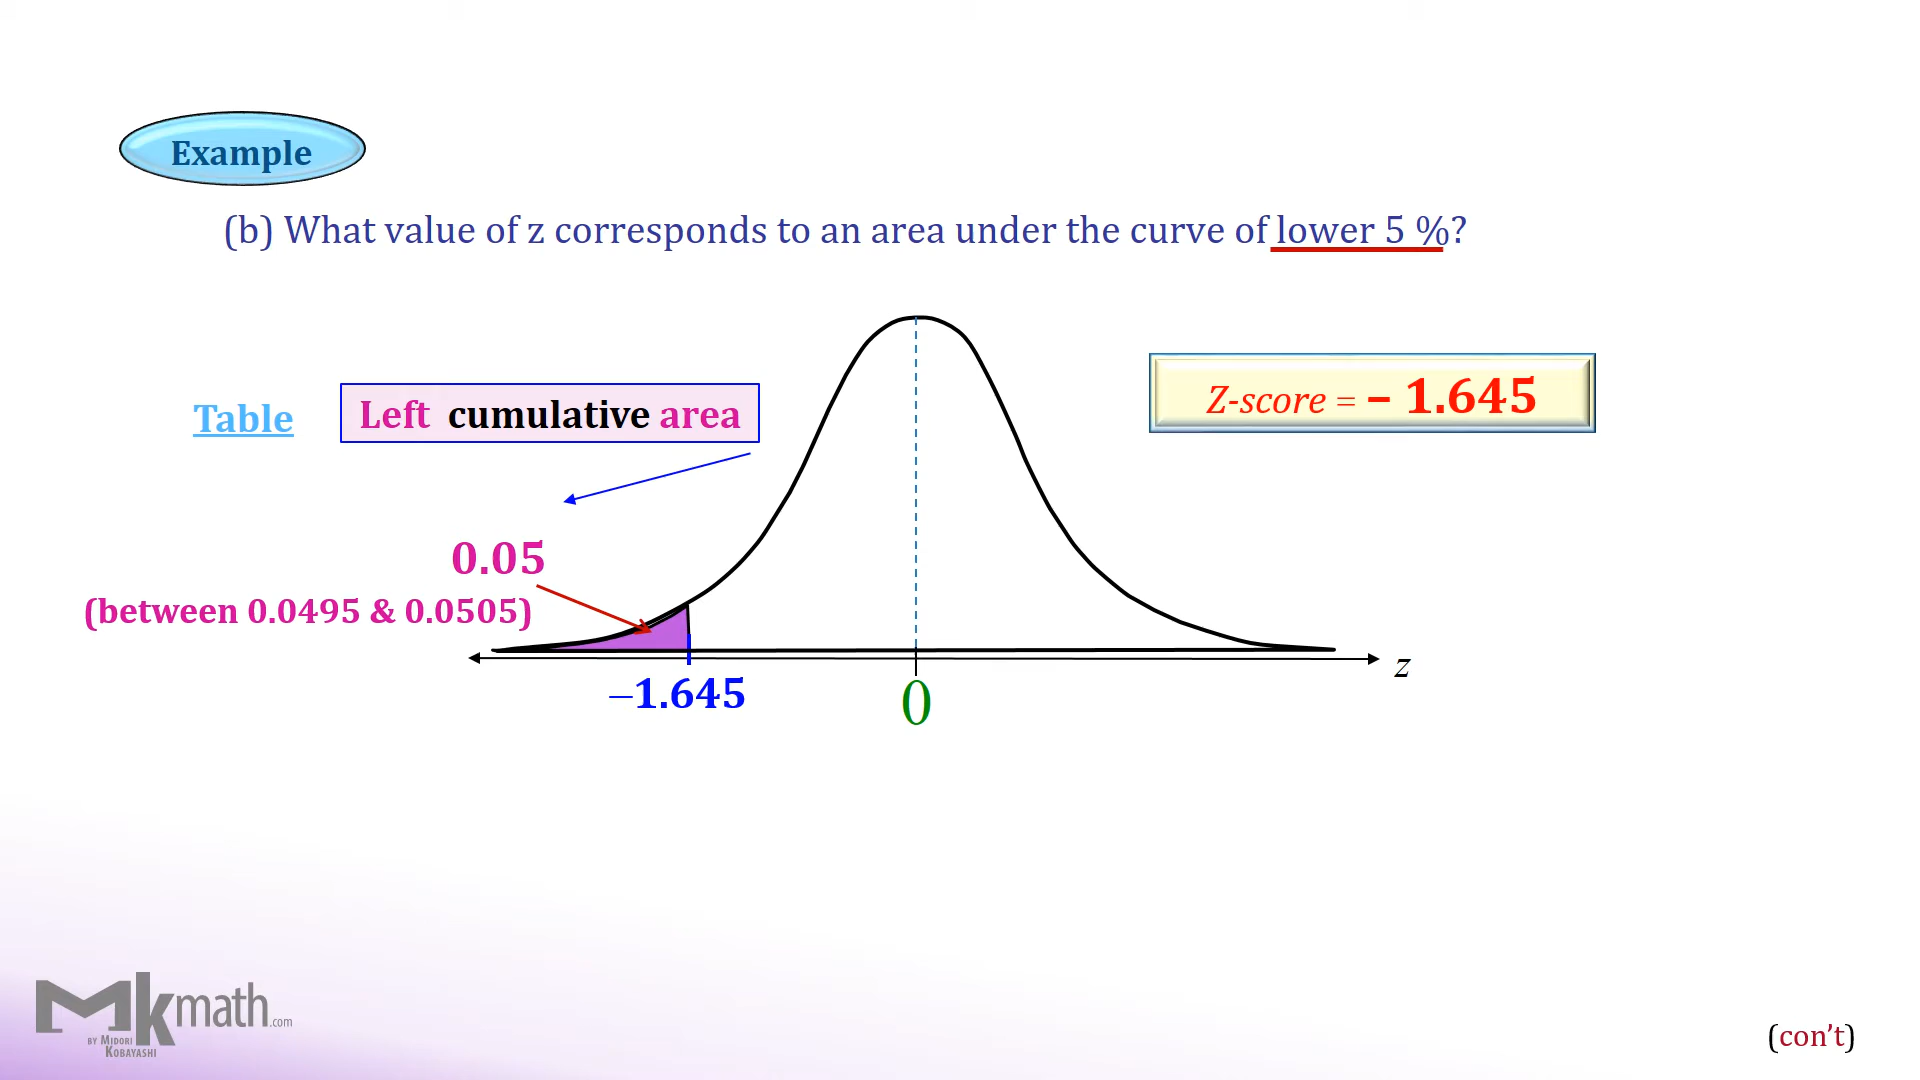 Example
(b) What value of z corresponds to an area under the curve of lower 5 %?
Table
Left cumulative area
Z-score = – 1.645
0.05
(between 0.0495 & 0.0505)
z
–1.645
0
Mkmath.com
BY MIDORI
KOBAYASHI
(con’t)